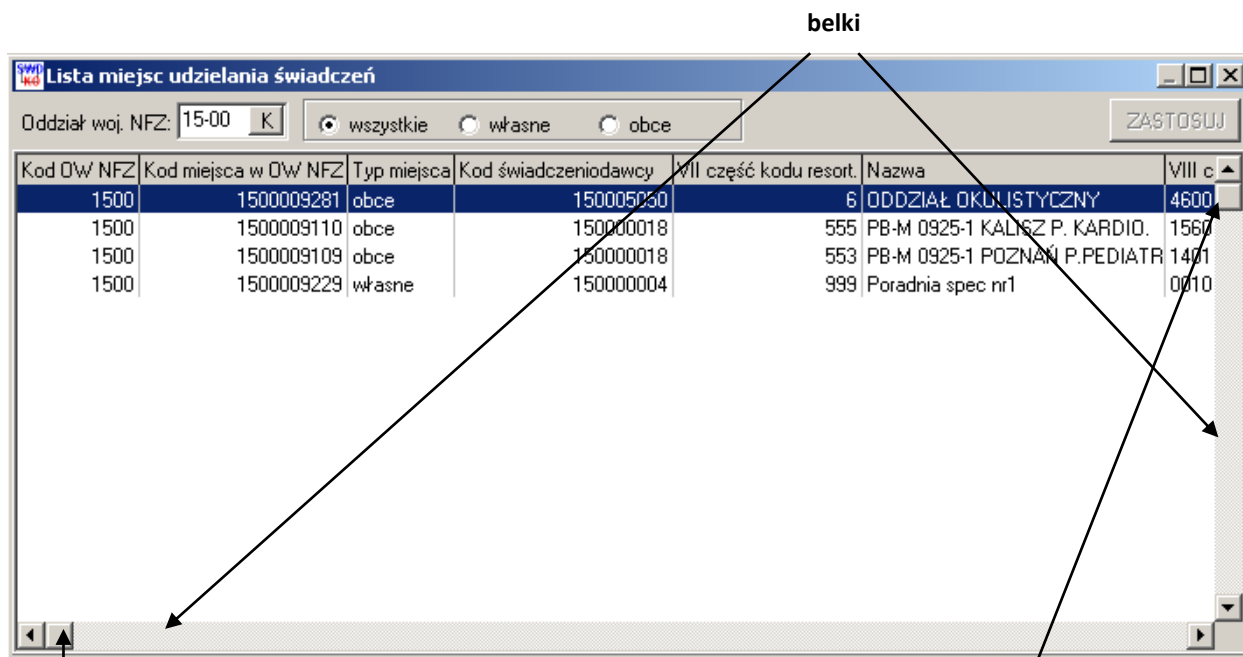 belki
SWD
KO
Lista miejsc udzielania świadczeń
Oddział woj. NFZ: 15-00 K wszystkie własne obce ZASTOSUJ
Kod OW NFZ Kod miejsca w OW NFZ Typ miejsca Kod świadczeniodawcy VII część kodu resort. Nazwa VIII c
1500 1500009281 obce 150005050 6 ODDZIAŁ OKULISTYCZNY 4600
1500 1500009110 obce 150000018 555 PB-M 0925-1 KALISZ P. KARDIO. 1560
1500 1500009109 obce 150000018 553 PB-M 0925-1 POZNAŃ P.PEDIATR 1401
1500 1500009229 własne 150000004 999 Poradnia spec nr1 0010